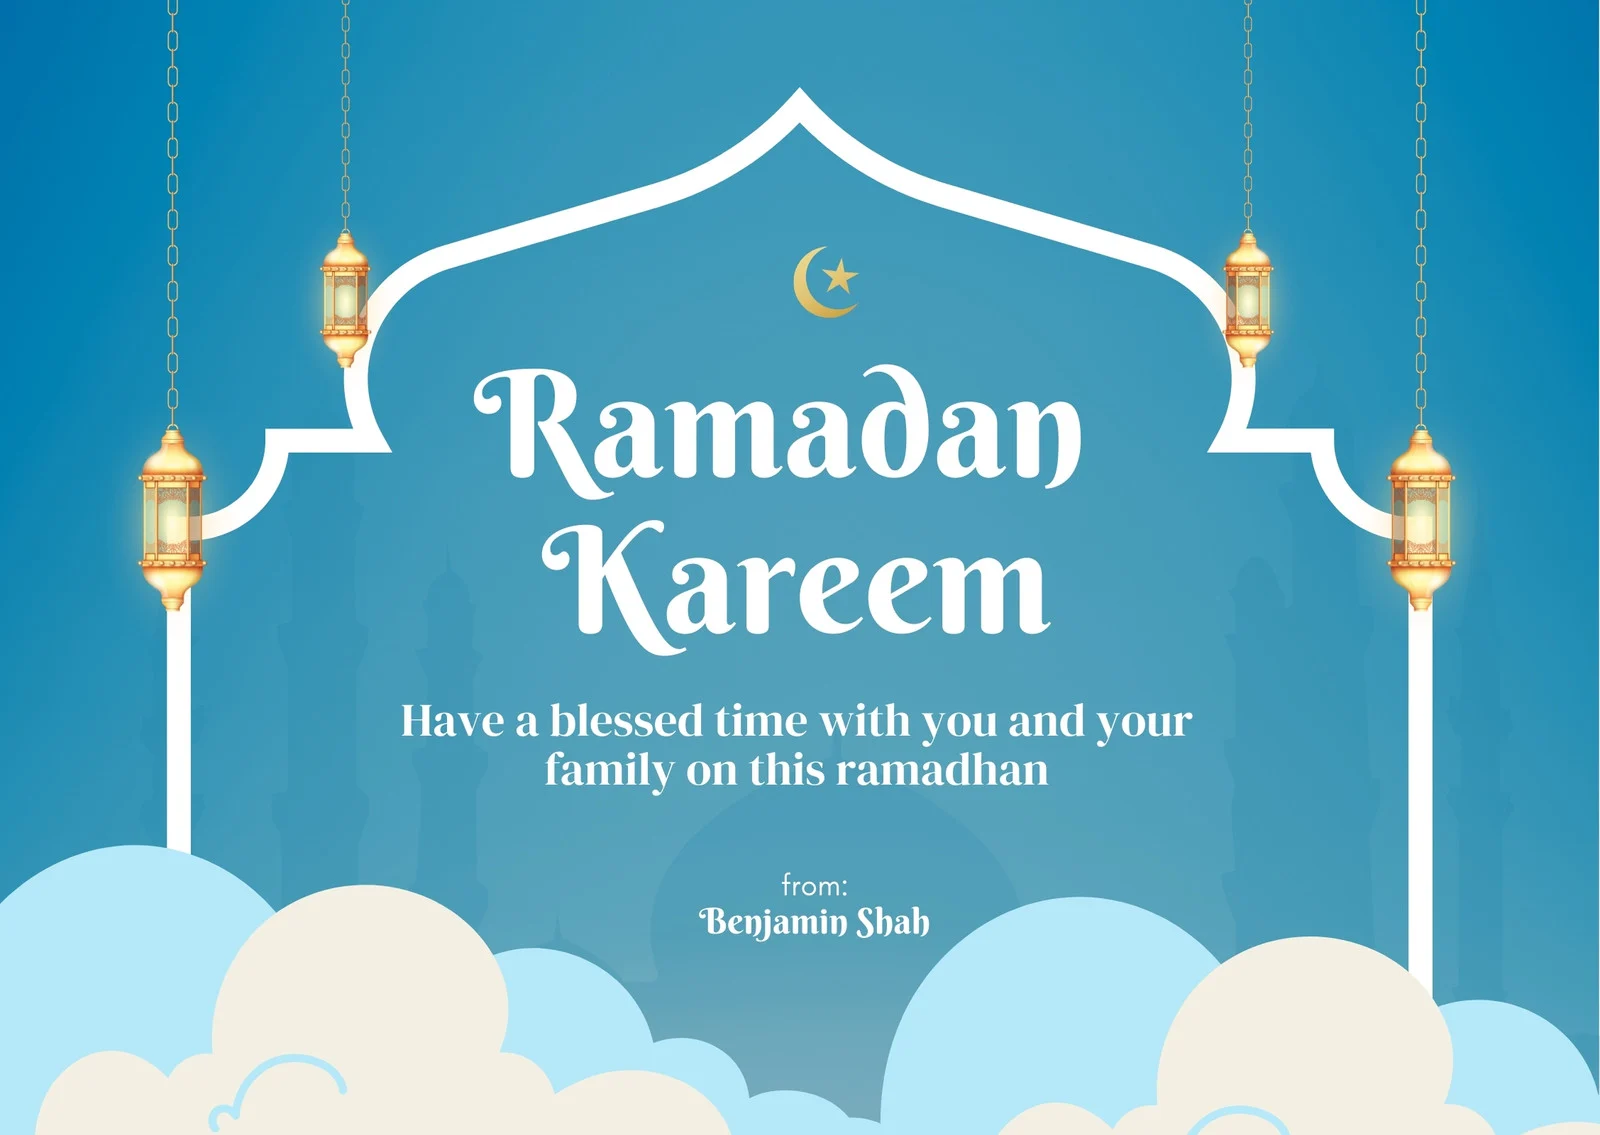 Ramadan
Kareem
Have a blessed time with you and your
family on this ramadhan
from:
Benjamin Shah